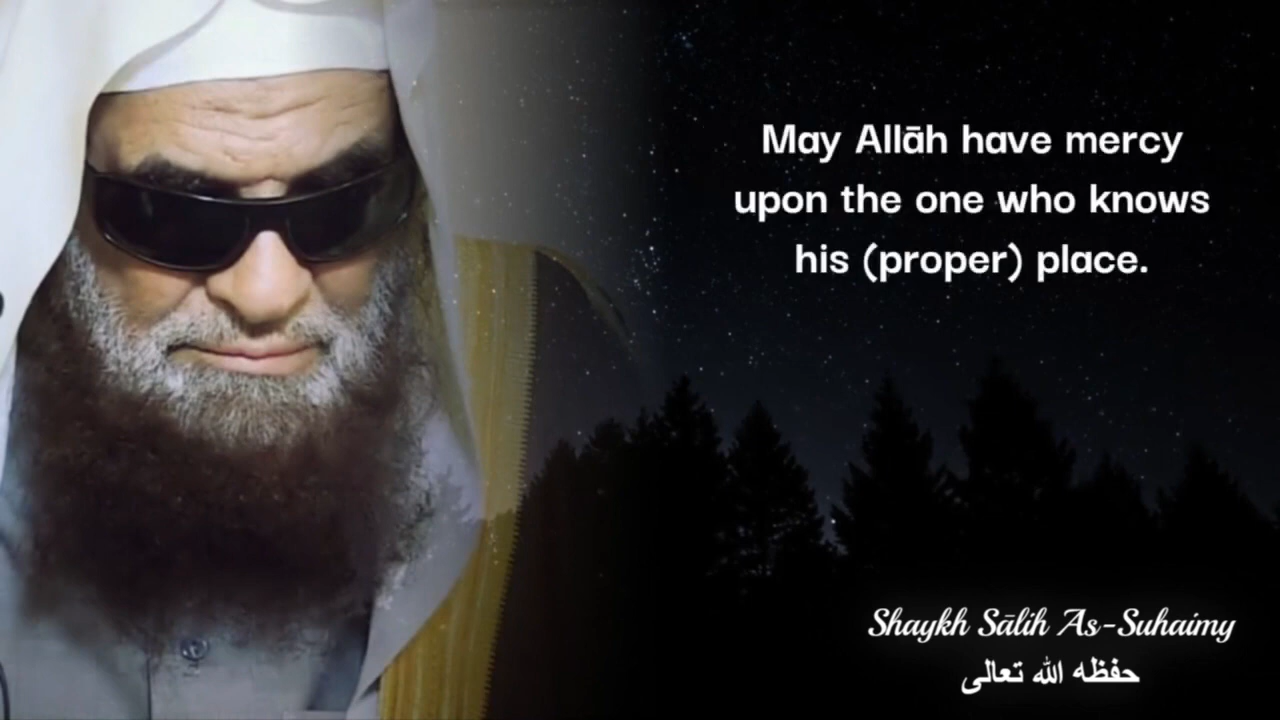 May Allāh have mercy
upon the one who knows
his (proper) place.
Shaykh Sālih As-Suhaimy
حفظه الله تعالى